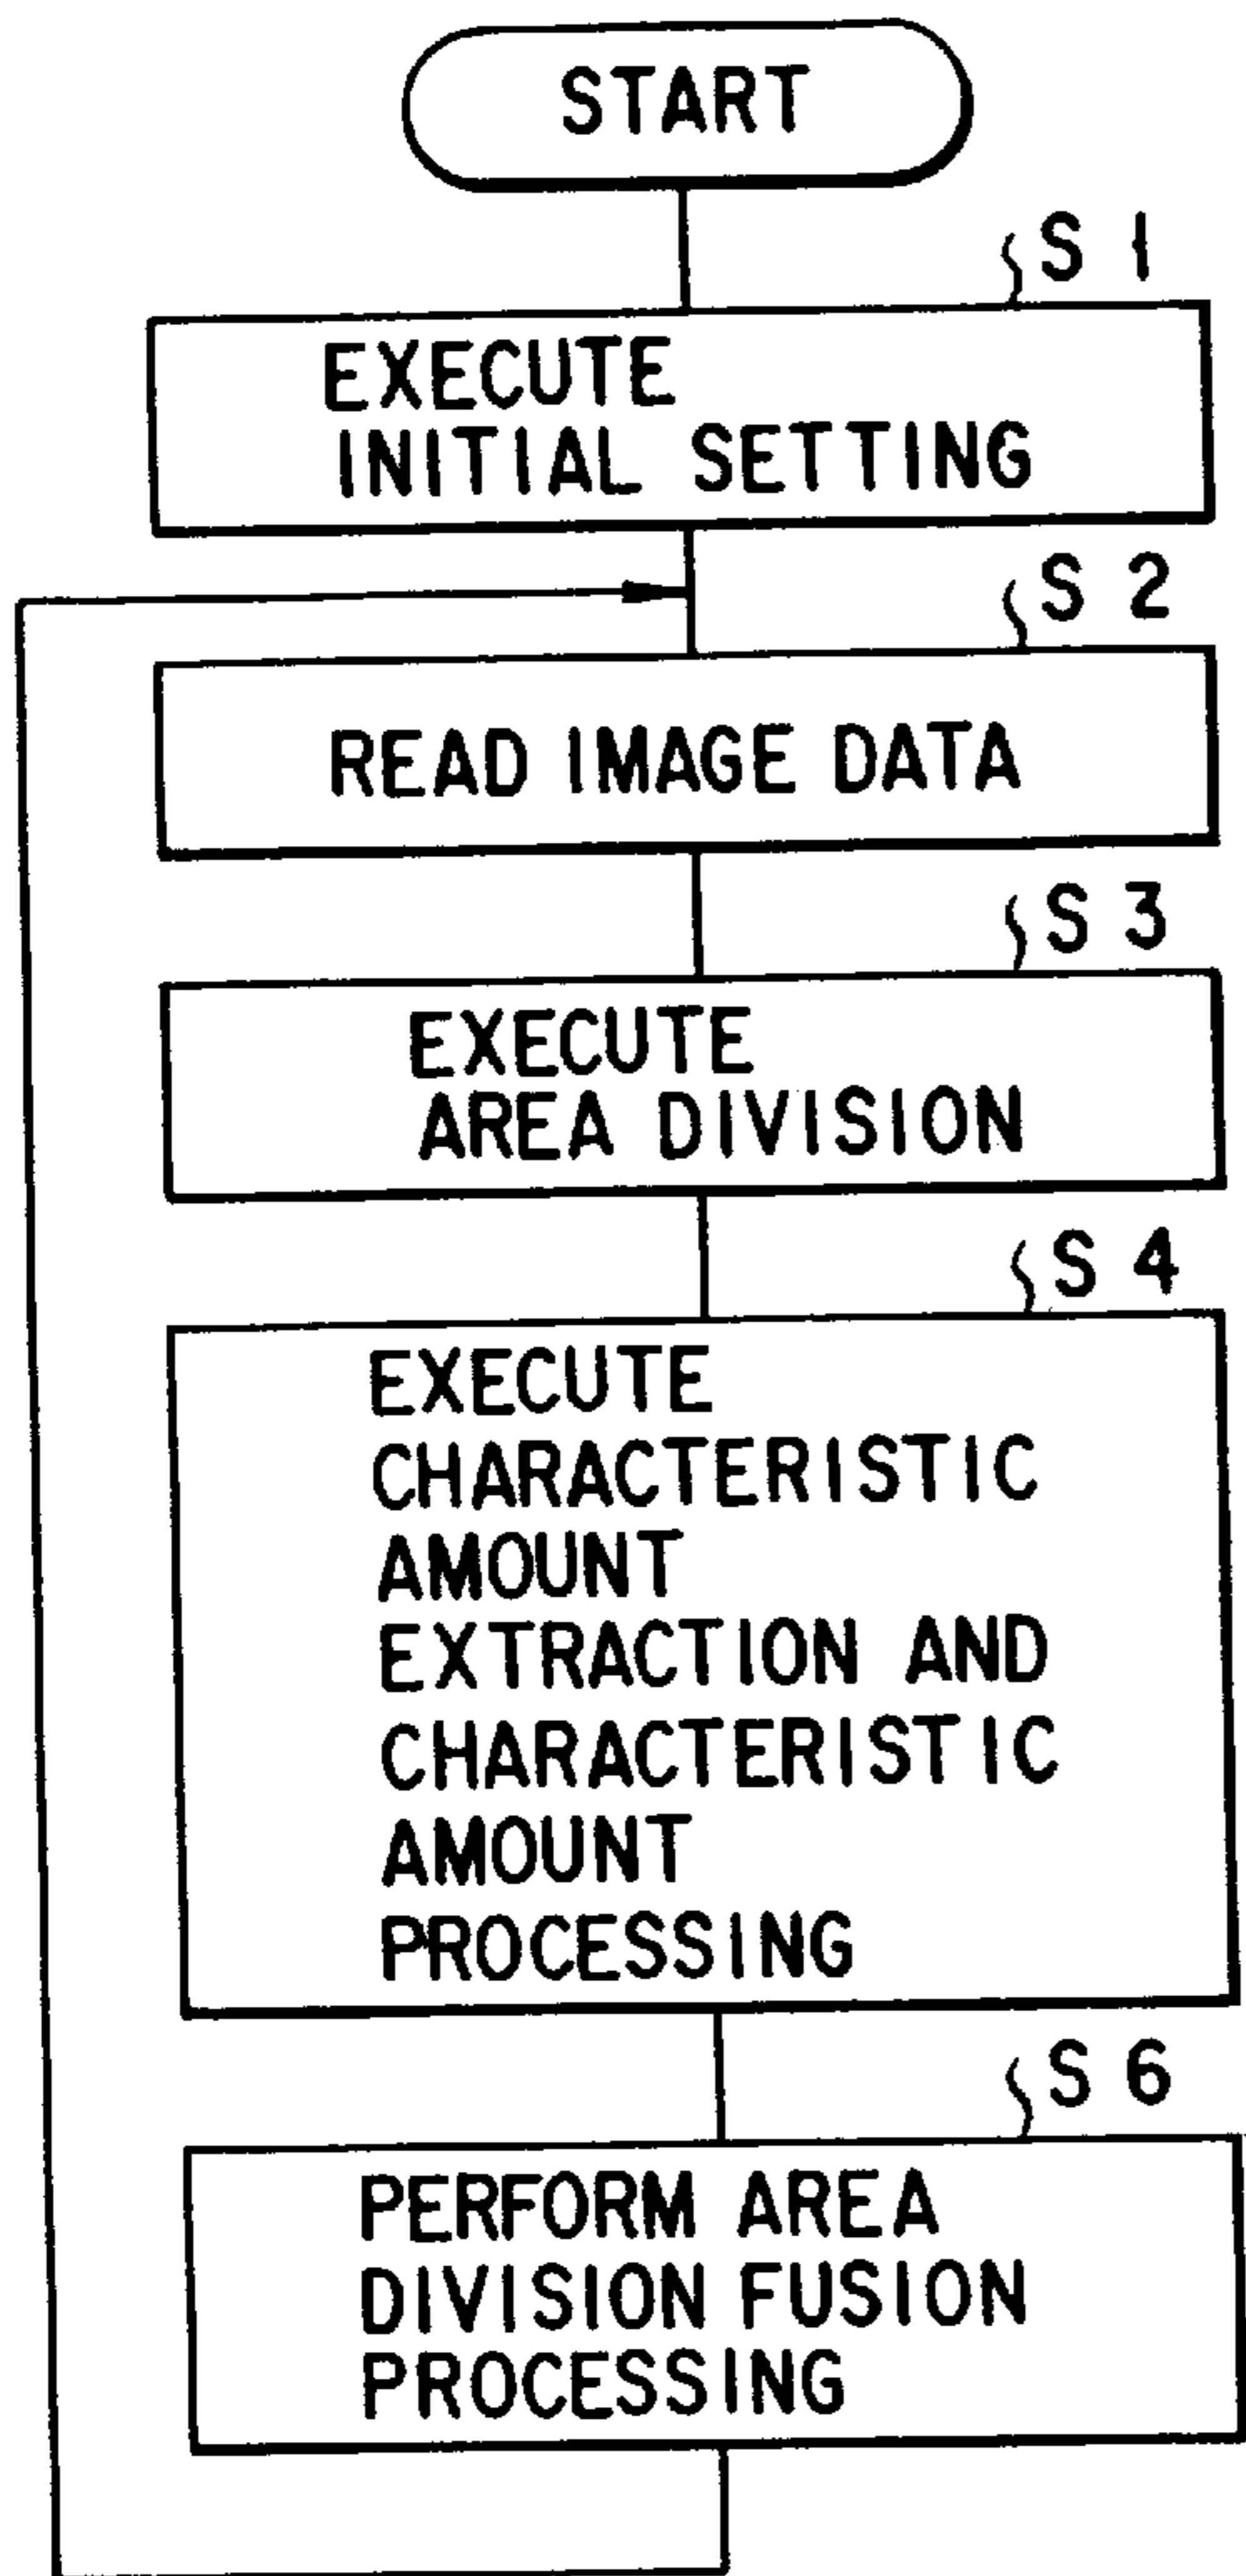 START
S 1
EXECUTE
INITIAL SETTING
S 2
READ IMAGE DATA
S 3
EXECUTE
AREA DIVISION
S 4
EXECUTE
CHARACTERISTIC
AMOUNT
EXTRACTION AND
CHARACTERISTIC
AMOUNT
PROCESSING
S 6
PERFORM AREA
DIVISION FUSION
PROCESSING